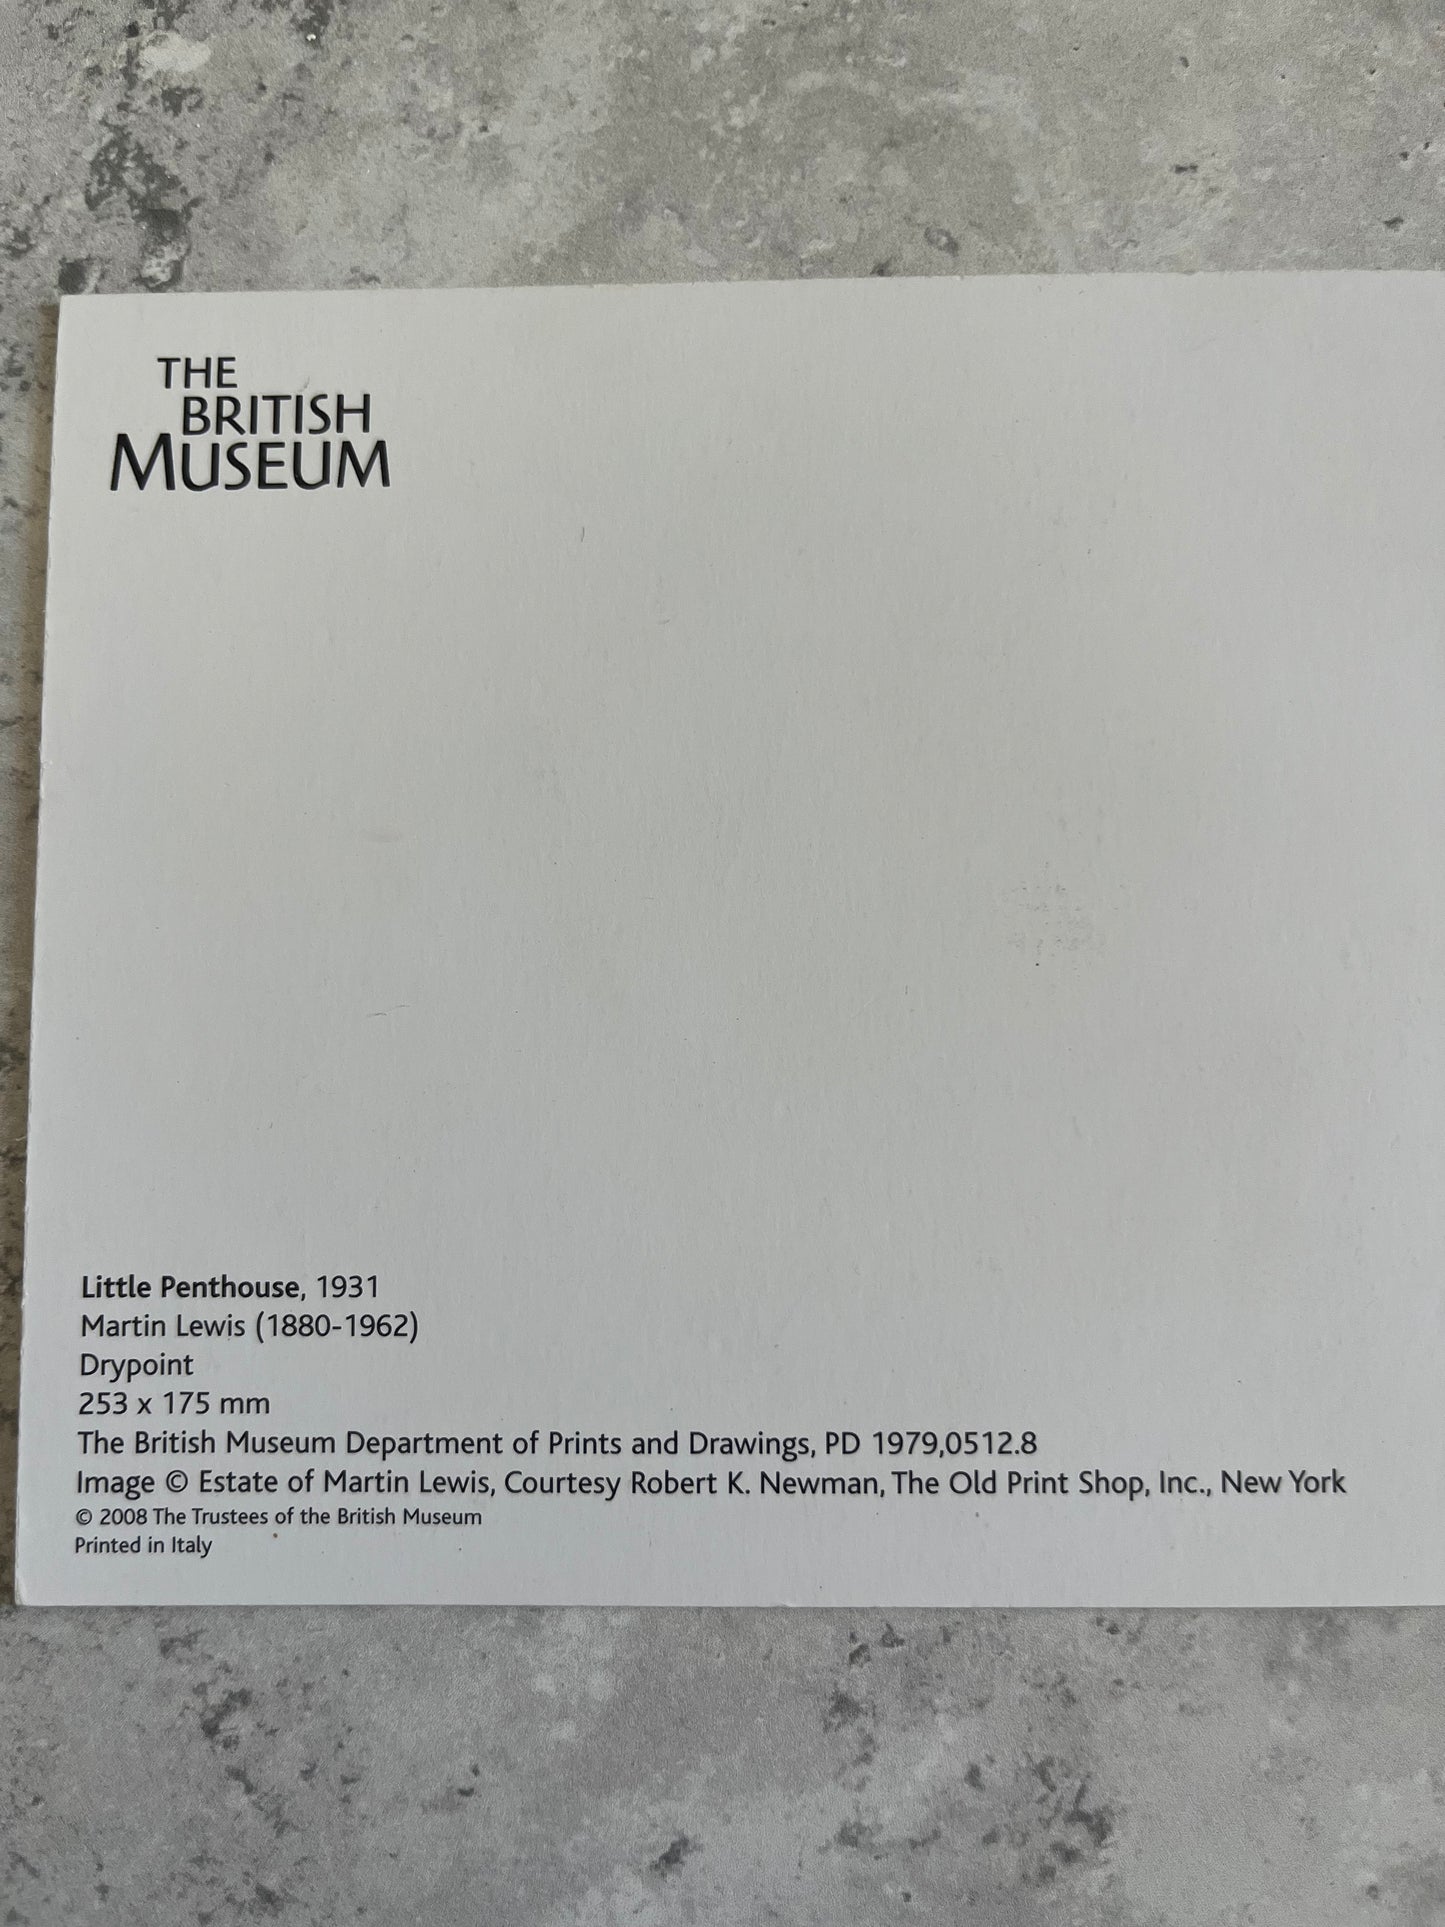 THE
BRITISH
MUSEUM
Little Penthouse, 1931
Martin Lewis (1880-1962)
Drypoint
253 x 175 mm
The British Museum Department of Prints and Drawings, PD 1979,0512.8
Image © Estate of Martin Lewis, Courtesy Robert K. Newman, The Old Print Shop, Inc., New York
© 2008 The Trustees of the British Museum
Printed in Italy